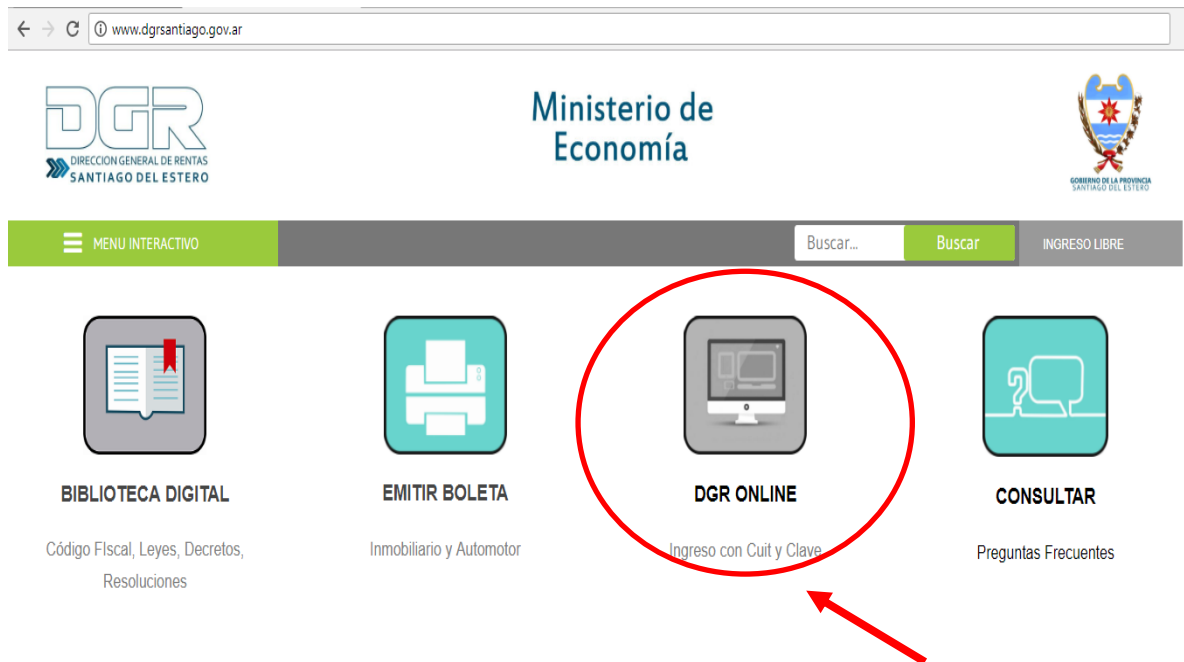 www.dgrsantiago.gov.ar
DGR
DIRECCION GENERAL DE RENTAS
SANTIAGO DEL ESTERO
Ministerio de
Economía
GOBIERNO DE LA PROVINCIA
SANTIAGO DEL ESTERO
MENU INTERACTIVO
Buscar...
Buscar
INGRESO LIBRE
BIBLIOTECA DIGITAL
EMITIR BOLETA
DGR ONLINE
CONSULTAR
Código FIscal, Leyes, Decretos,
Resoluciones
Inmobiliario y Automotor
Ingreso con Cuit y Clave
Preguntas Frecuentes